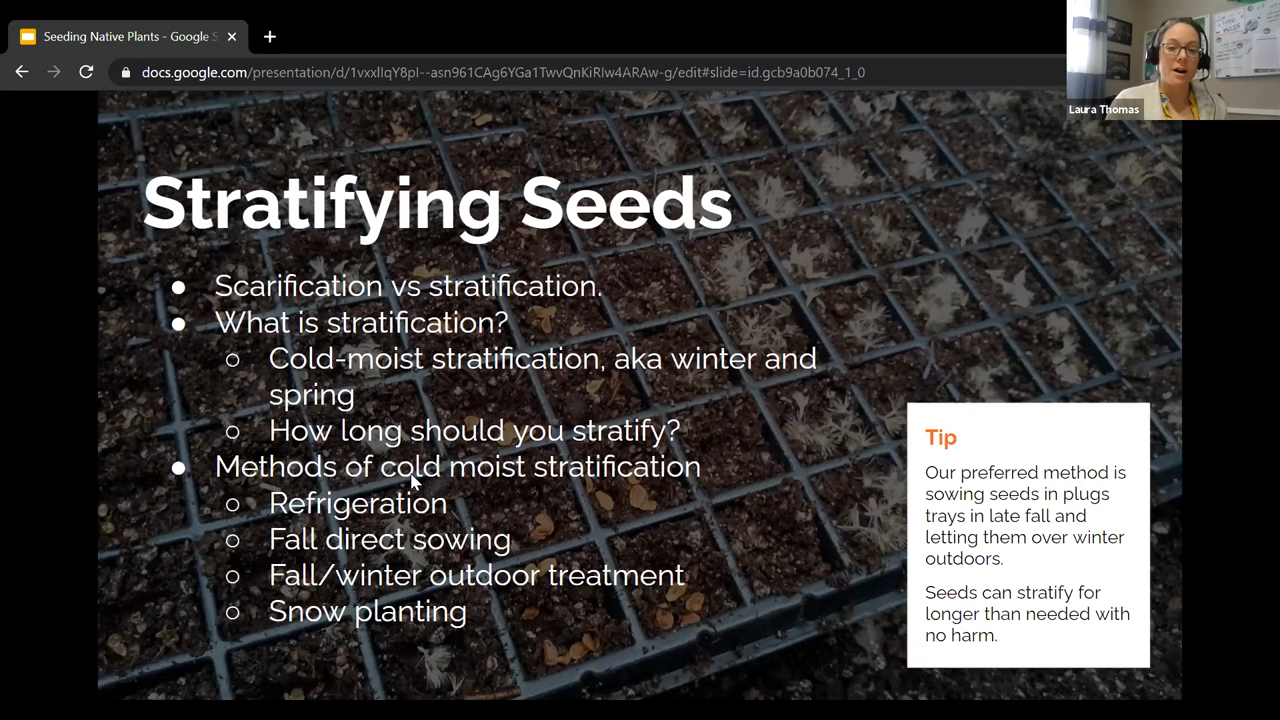 Seeding Native Plants - Google S
docs.google.com/presentation/d/1vxxlIqY8pI--asn961CAg6YGa1TwvQnKiRIw4ARAw-g/edit#slide=id.gcb9a0b074_1_0
Laura Thomas
Stratifying Seeds
● Scarification vs stratification.
● What is stratification?
○ Cold-moist stratification, aka winter and
spring
○ How long should you stratify?
● Methods of cold moist stratification
○ Refrigeration
○ Fall direct sowing
○ Fall/winter outdoor treatment
○ Snow planting
Tip
Our preferred method is
sowing seeds in plugs
trays in late fall and
letting them over winter
outdoors.
Seeds can stratify for
longer than needed with
no harm.